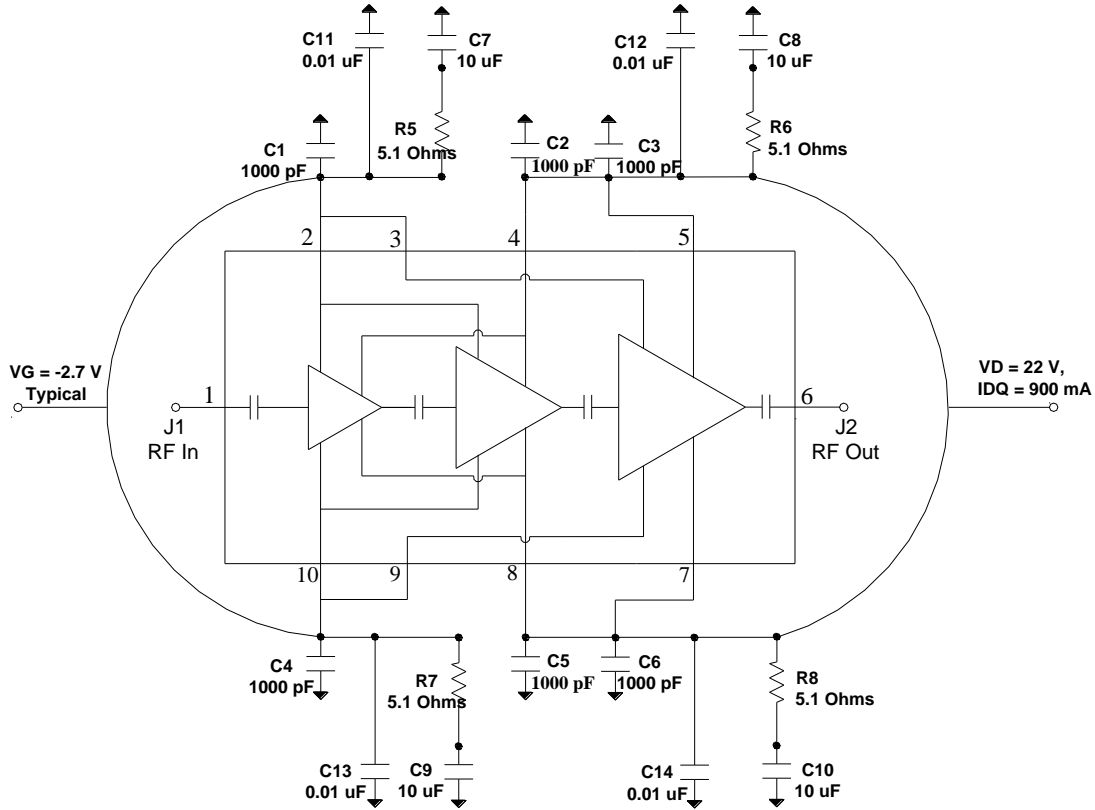 C11
0.01 uF
C7
10 uF
C12
0.01 uF
C8
10 uF
C1
1000 pF
R5
5.1 Ohms
C2
1000 pF
C3
1000 pF
R6
5.1 Ohms
2
3
4
5
VG = -2.7 V
Typical
1
J1
RF In
6
J2
RF Out
VD = 22 V,
IDQ = 900 mA
10
9
8
7
C4
1000 pF
R7
5.1 Ohms
C5
1000 pF
C6
1000 pF
R8
5.1 Ohms
C13
0.01 uF
C9
10 uF
C14
0.01 uF
C10
10 uF